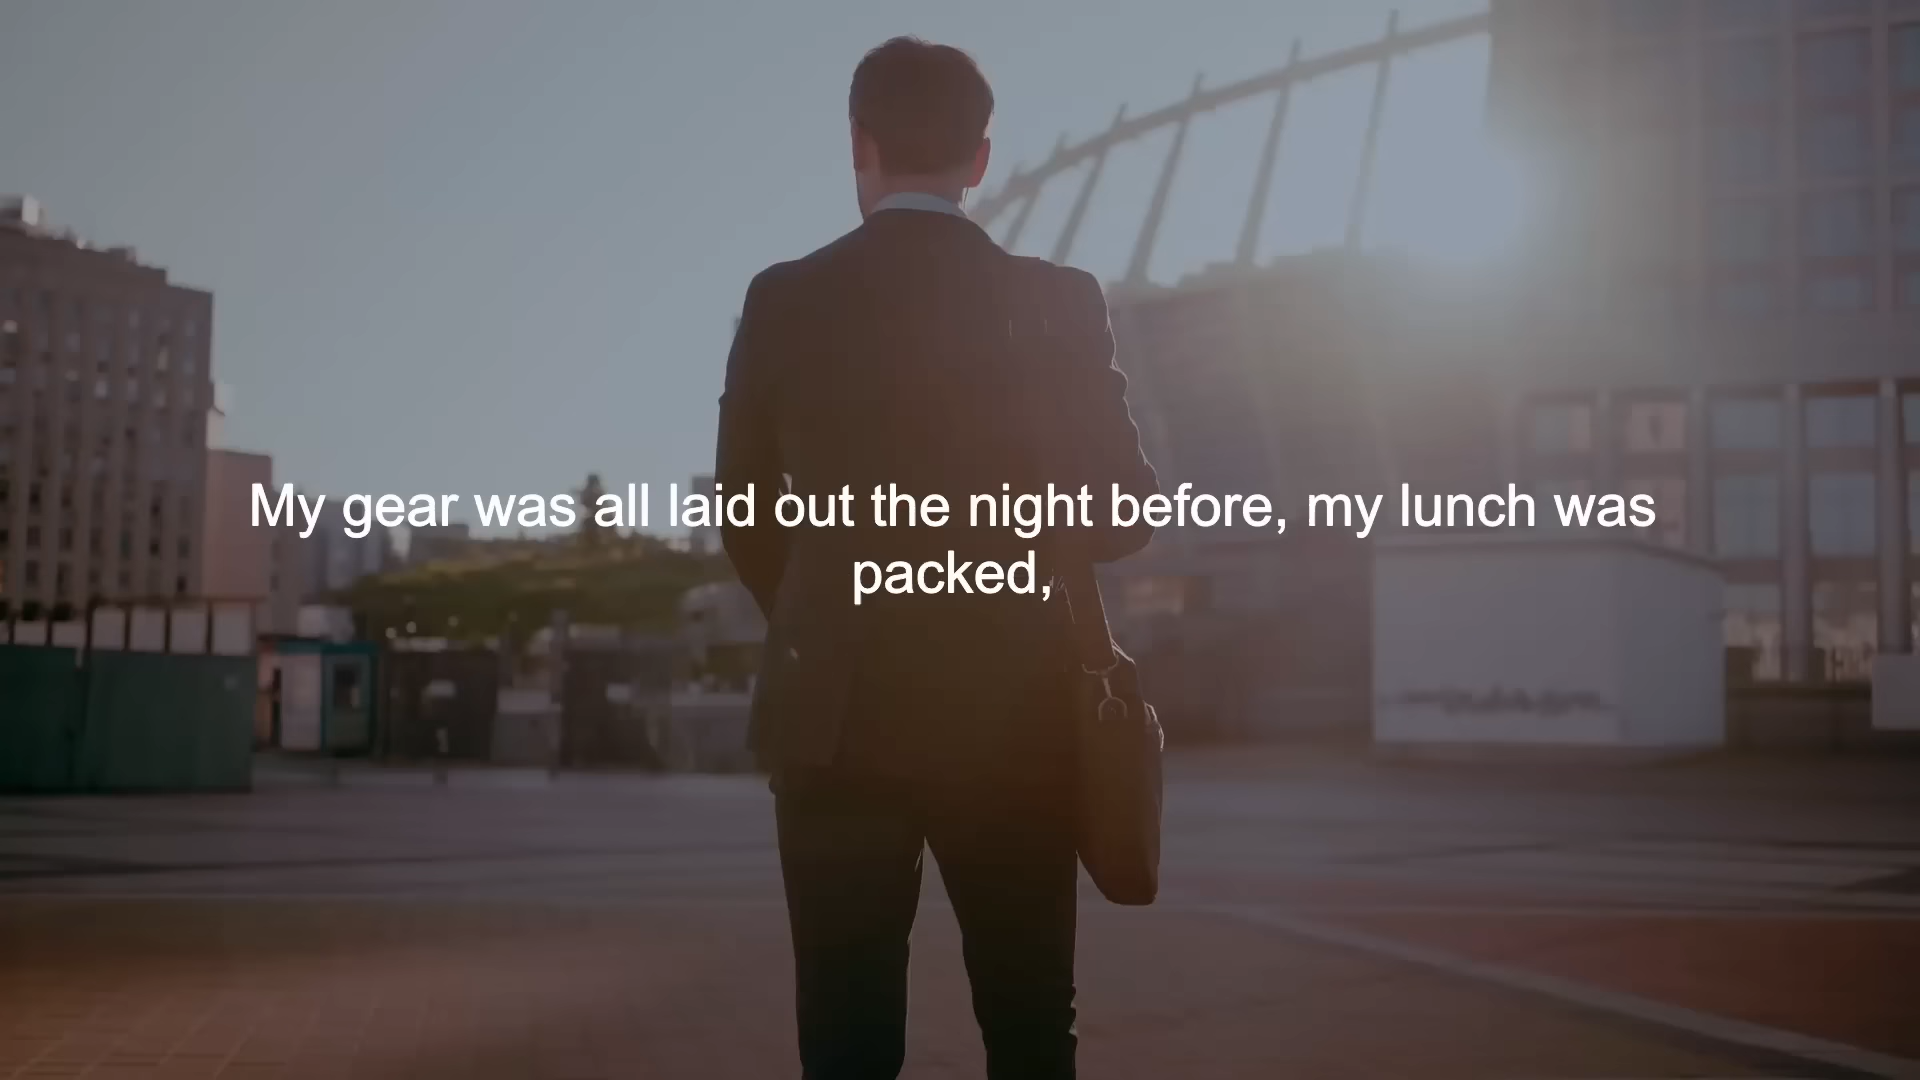 My gear was all laid out the night before, my lunch was
packed,